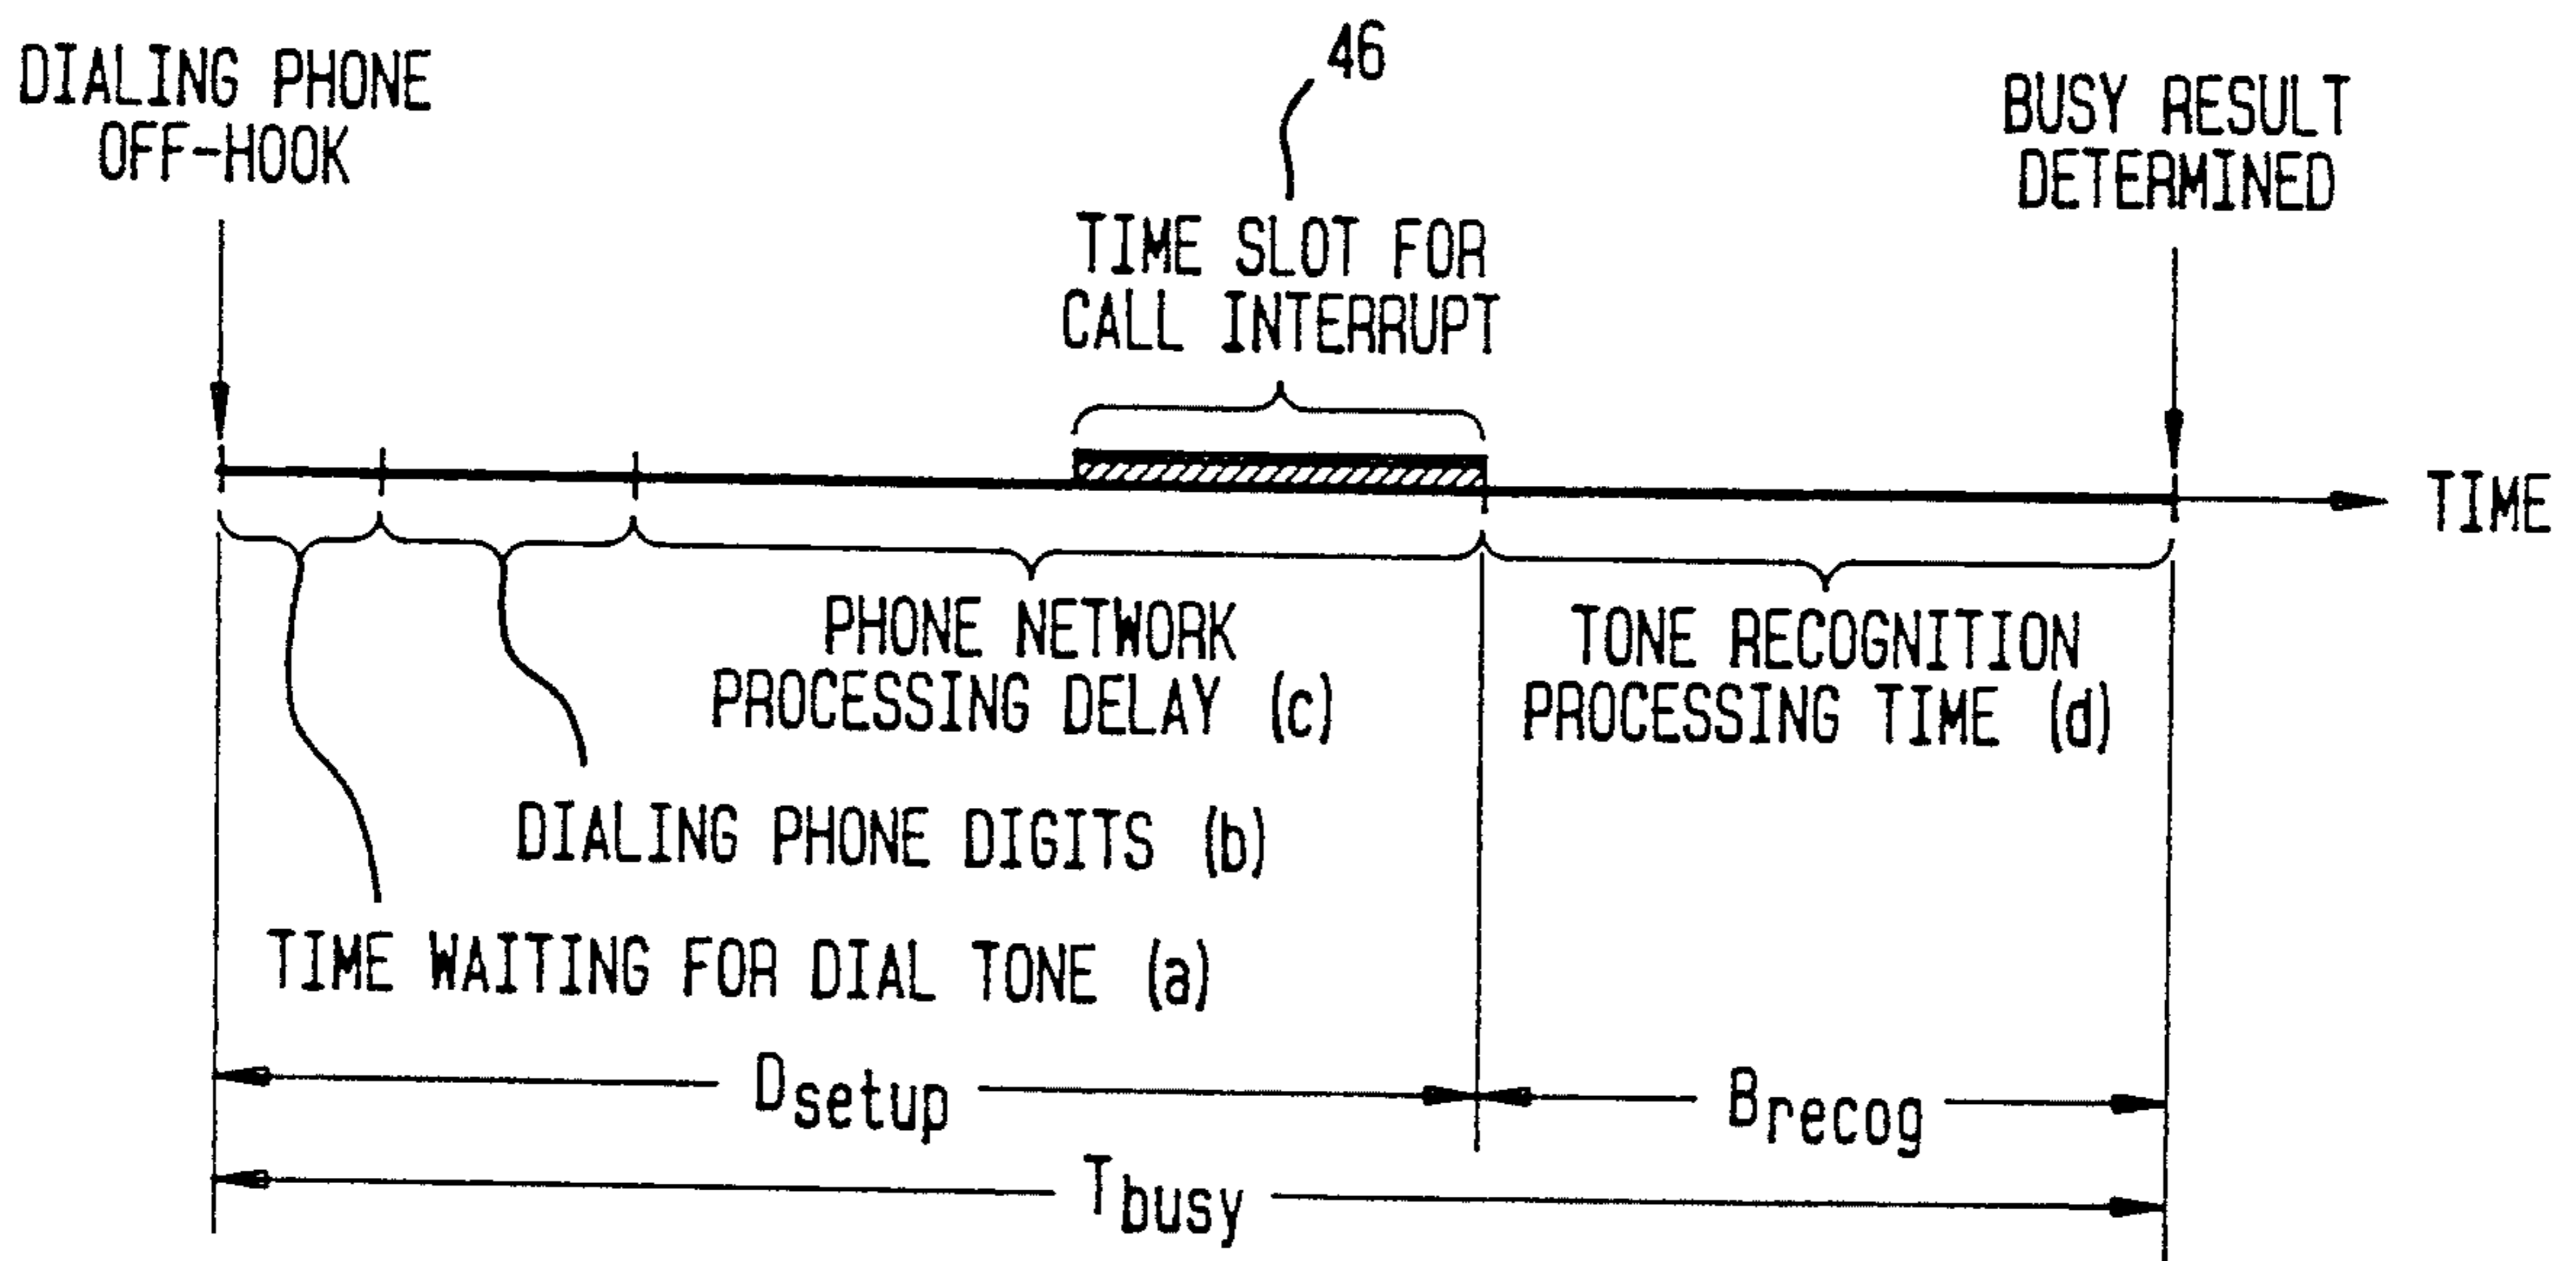 46
DIALING PHONE
OFF-HOOK
BUSY RESULT
DETERMINED
TIME SLOT FOR
CALL INTERRUPT
TIME
PHONE NETWORK
PROCESSING DELAY (c)
TONE RECOGNITION
PROCESSING TIME (d)
DIALING PHONE DIGITS (b)
TIME WAITING FOR DIAL TONE (a)
Dsetup
Brecog
Tbusy